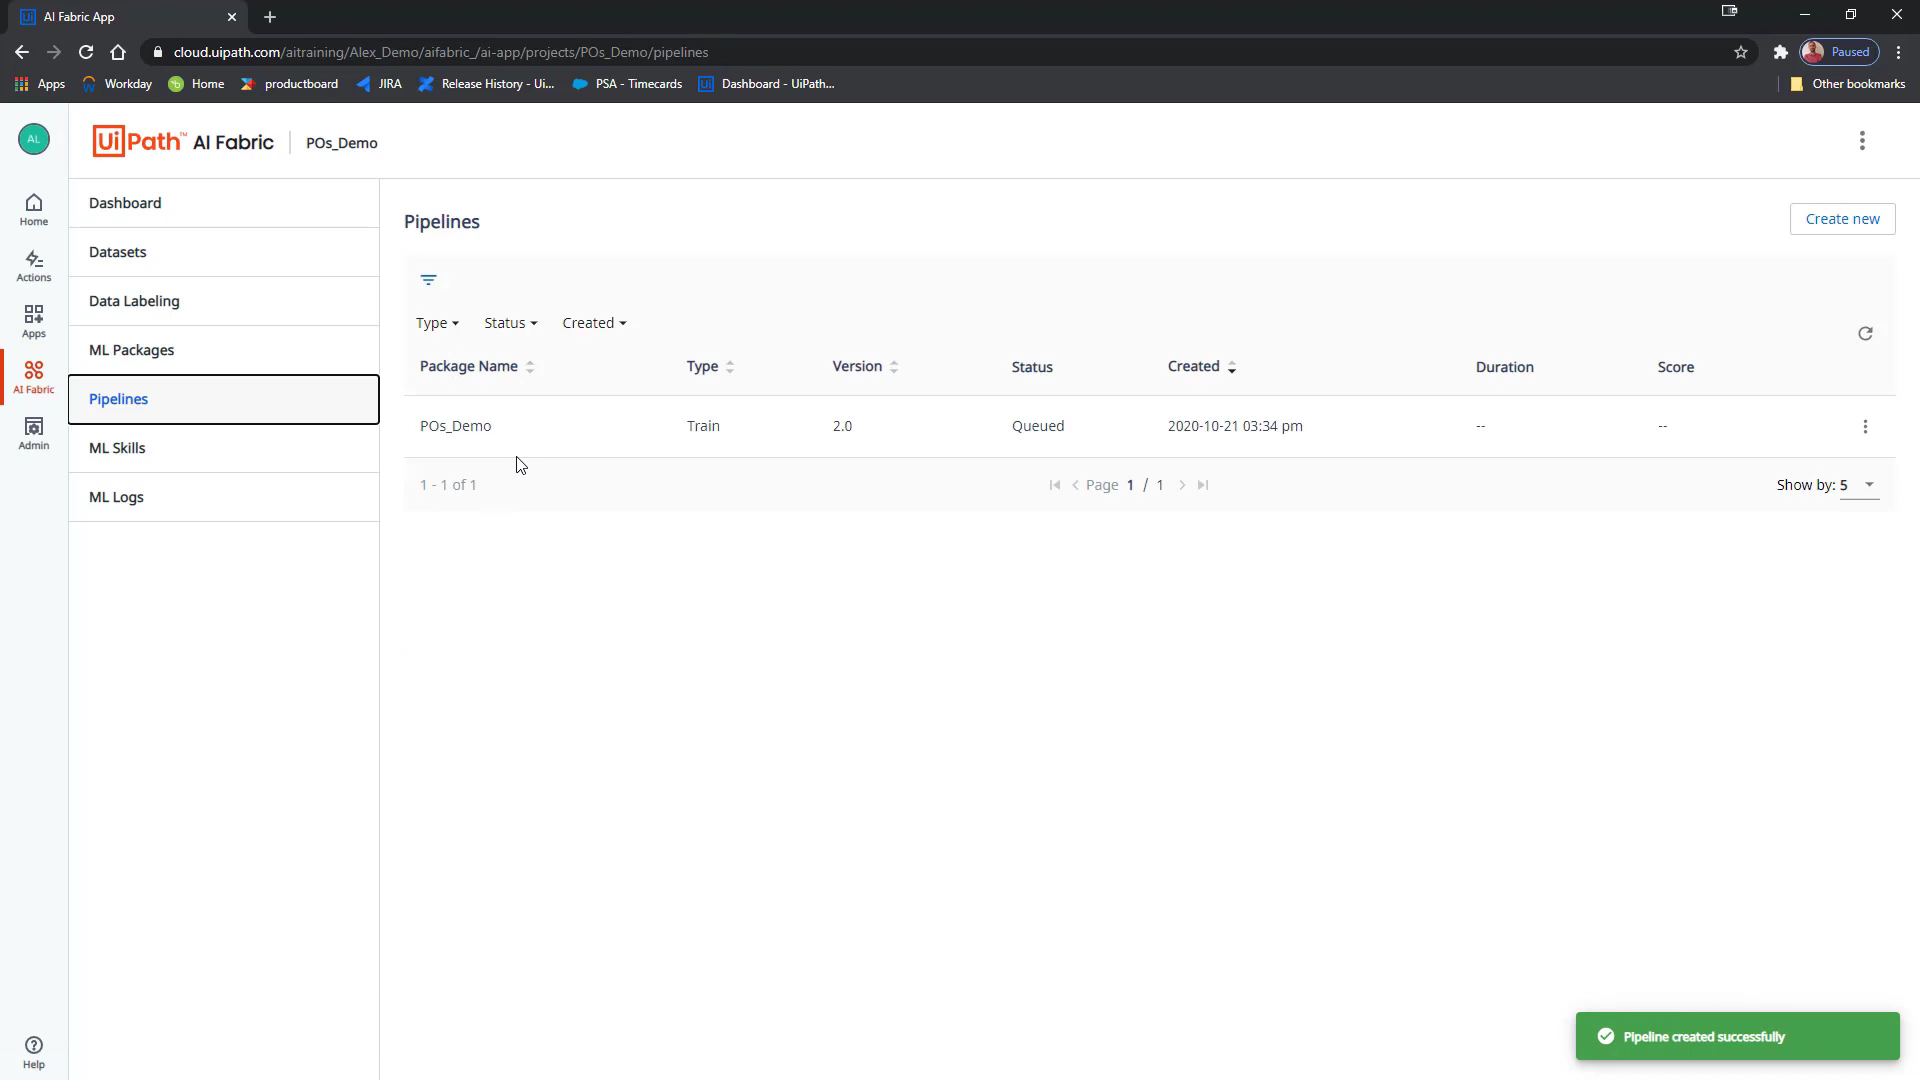 AI Fabric App
cloud.uipath.com/aitraining/Alex_Demo/aifabric_/ai-app/projects/POs_Demo/pipelines
Paused
Apps
Workday
Home
productboard
JIRA
Release History - Ui...
PSA - Timecards
Dashboard - UiPath...
Other bookmarks
AL
UiPath™ AI Fabric
POs_Demo
Home
Actions
Apps
AI Fabric
Admin
Help
Dashboard
Datasets
Data Labeling
ML Packages
Pipelines
ML Skills
ML Logs
Pipelines
Create new
Type Status Created
Package Name Type Version Status Created Duration Score
POs_Demo Train 2.0 Queued 2020-10-21 03:34 pm -- --
1 - 1 of 1 Page 1 / 1 Show by: 5
Pipeline created successfully